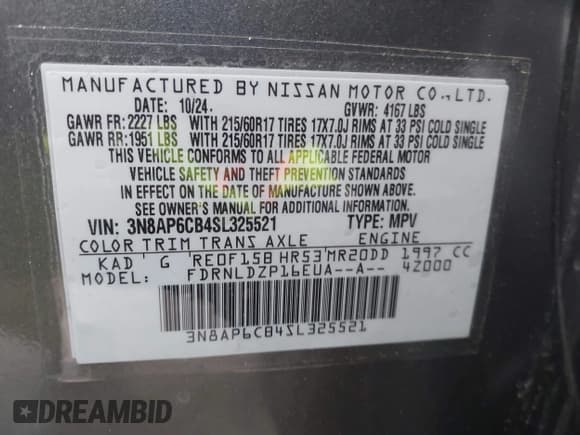 MANUFACTURED BY NISSAN MOTOR CO.,LTD.
DATE: 10/24. GVWR: 4167 LBS
GAWR FR: 2227 LBS WITH 215/60R17 TIRES 17X7.0J RIMS AT 33 PSI COLD SINGLE
GAWR RR: 1951 LBS WITH 215/60R17 TIRES 17X7.0J RIMS AT 33 PSI COLD SINGLE
THIS VEHICLE CONFORMS TO ALL APPLICABLE FEDERAL MOTOR
VEHICLE SAFETY AND THEFT PREVENTION STANDARDS
IN EFFECT ON THE DATE OF MANUFACTURE SHOWN ABOVE.
SEE OWNER'S MANUAL FOR ADDITIONAL INFORMATION.
VIN: 3N8AP6CB4SL325521 TYPE: MPV
COLOR TRIM TRANS AXLE ENGINE
KAD G RE0F15B HR53 MR20DD 1997 CC
MODEL: FDRNLDZP16EUA--A-- 4Z000
3N8AP6CB4SL325521
DREAMBID